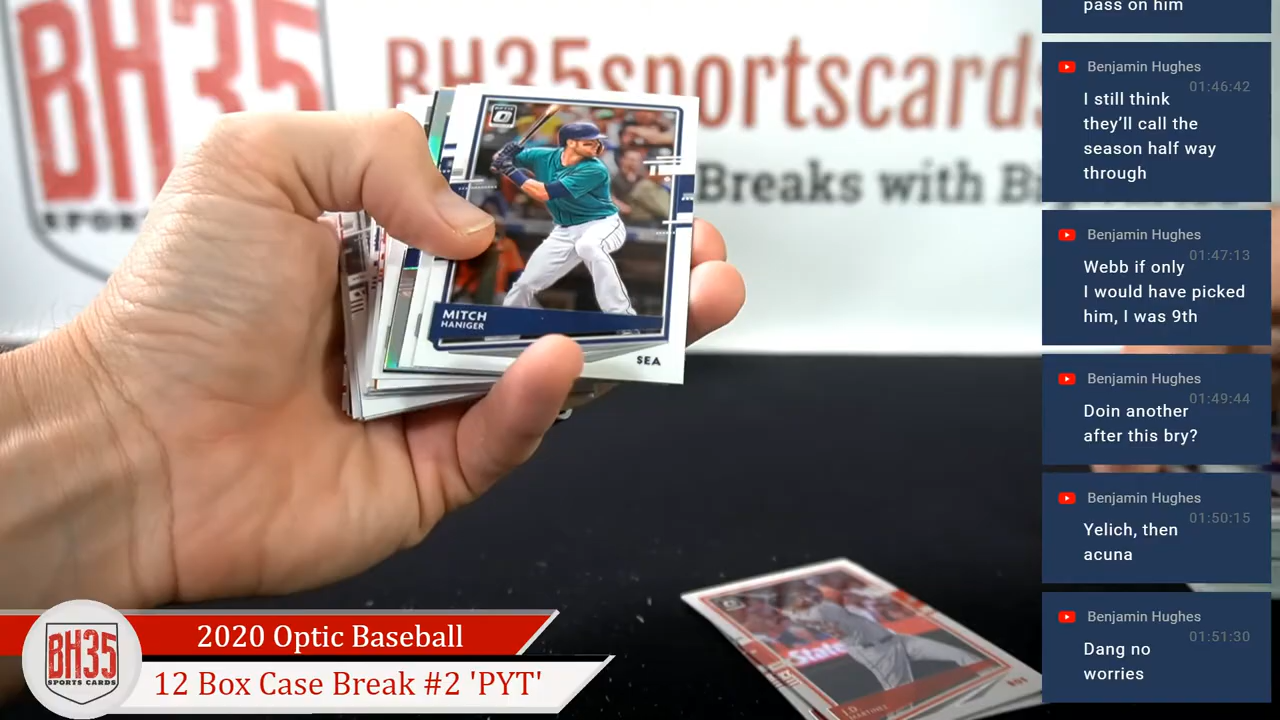 BH35
SPORTS
BH35sportscards
Breaks with
MITCH
HANIGER
SEA
State
J.D.
MARTINEZ
BOS
BH35
SPORTS CARDS
2020 Optic Baseball
12 Box Case Break #2 'PYT'
pass on him
Benjamin Hughes
01:46:42
I still think
they'll call the
season half way
through
Benjamin Hughes
01:47:13
Webb if only
I would have picked
him, I was 9th
Benjamin Hughes
01:49:44
Doin another
after this bry?
Benjamin Hughes
01:50:15
Yelich, then
acuna
Benjamin Hughes
01:51:30
Dang no
worries